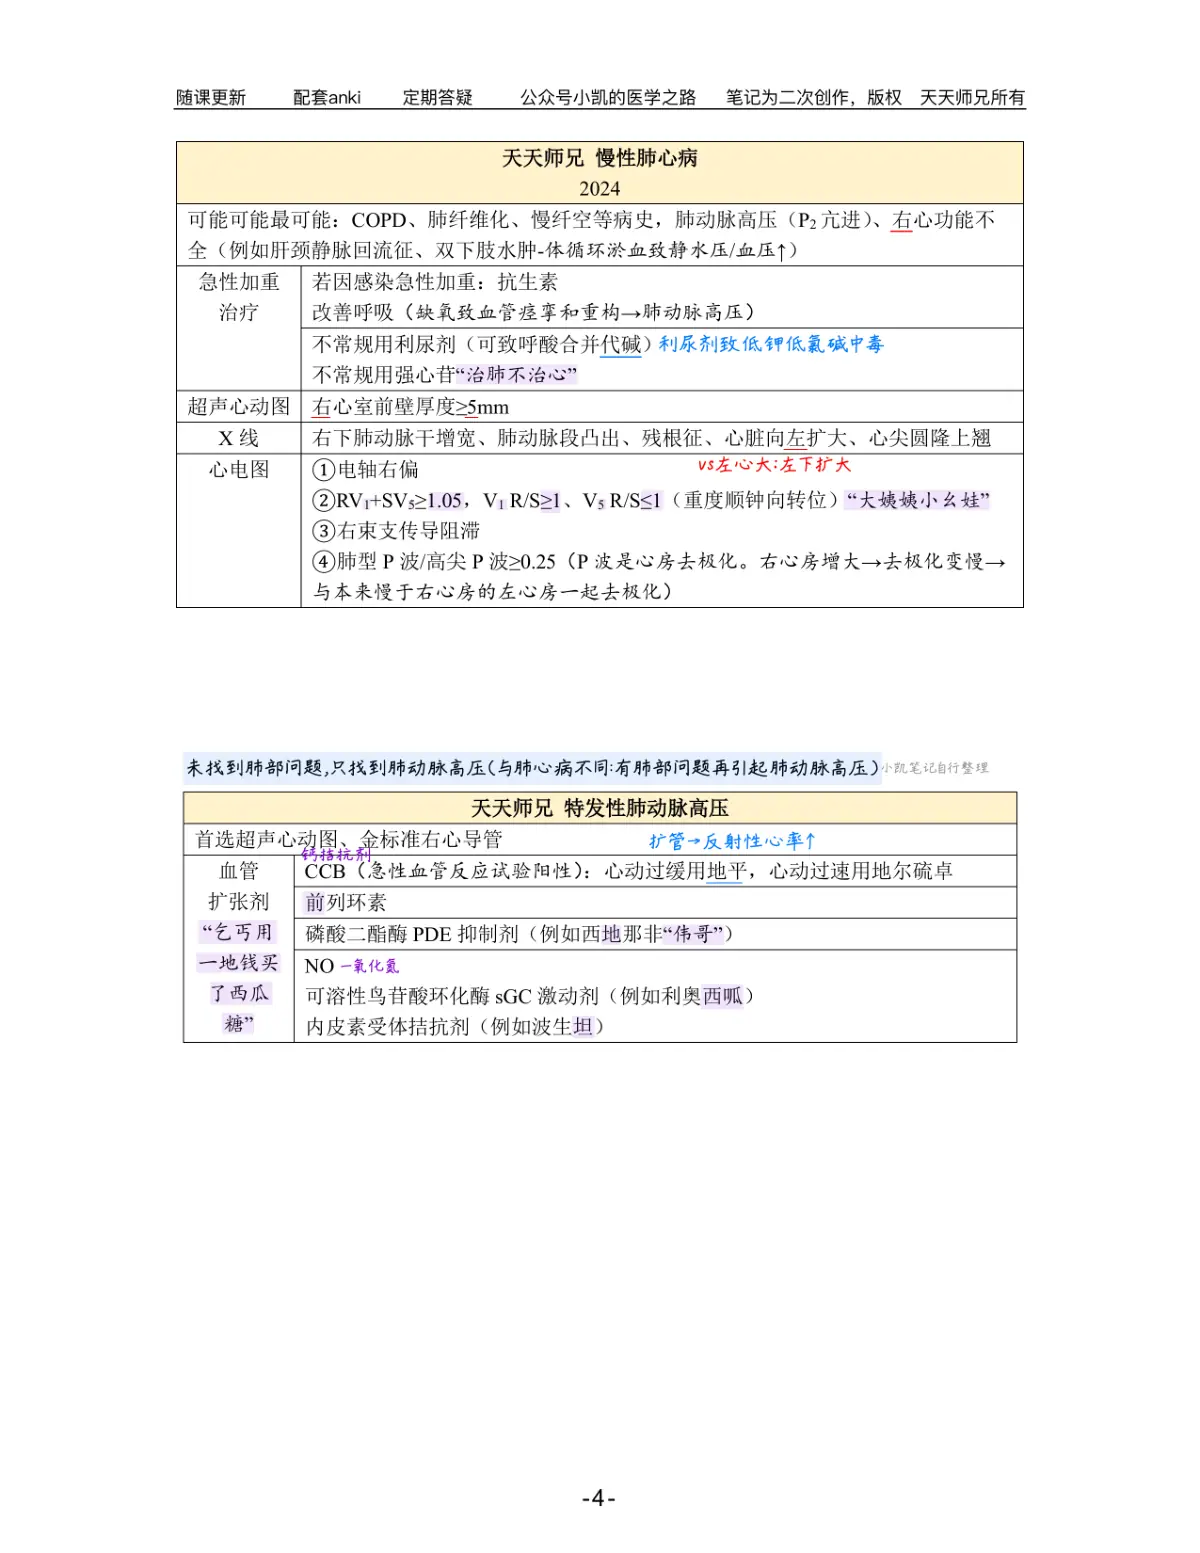 随课更新 配套anki 定期答疑 公众号小凯的医学之路 笔记为二次创作，版权 天天师兄所有
天天师兄 慢性肺心病
2024
可能可能最可能：COPD、肺纤维化、慢纤空等病史，肺动脉高压（P₂亢进）、右心功能不
全（例如肝颈静脉回流征、双下肢水肿-体循环淤血致静水压/血压↑）
急性加重
治疗
若因感染急性加重：抗生素
改善呼吸（缺氧致血管痉挛和重构→肺动脉高压）
不常规用利尿剂（可致呼酸合并代碱）利尿剂致低钾低氯碱中毒
不常规用强心苷“治肺不治心”
超声心动图 右心室前壁厚度≥5mm
X 线 右下肺动脉干增宽、肺动脉段凸出、残根征、心脏向左扩大、心尖圆隆上翘
vs左心大:左下扩大
心电图 ①电轴右偏
②RV₁+SV₅≥1.05，V₁ R/S≥1、V₅ R/S≤1（重度顺钟向转位）“大姨姨小幺娃”
③右束支传导阻滞
④肺型 P 波/高尖 P 波≥0.25（P 波是心房去极化。右心房增大→去极化变慢→
与本来慢于右心房的左心房一起去极化）
未找到肺部问题,只找到肺动脉高压(与肺心病不同:有肺部问题再引起肺动脉高压)小凯笔记自行整理
天天师兄 特发性肺动脉高压
首选超声心动图、金标准右心导管 扩管→反射性心率↑
钙拮抗剂
血管
扩张剂
“乞丐用
一地钱买
了西瓜
糖”
CCB（急性血管反应试验阳性）：心动过缓用地平，心动过速用地尔硫卓
前列环素
磷酸二酯酶 PDE 抑制剂（例如西地那非“伟哥”）
NO 一氧化氮
可溶性鸟苷酸环化酶 sGC 激动剂（例如利奥西呱）
内皮素受体拮抗剂（例如波生坦）
-4-